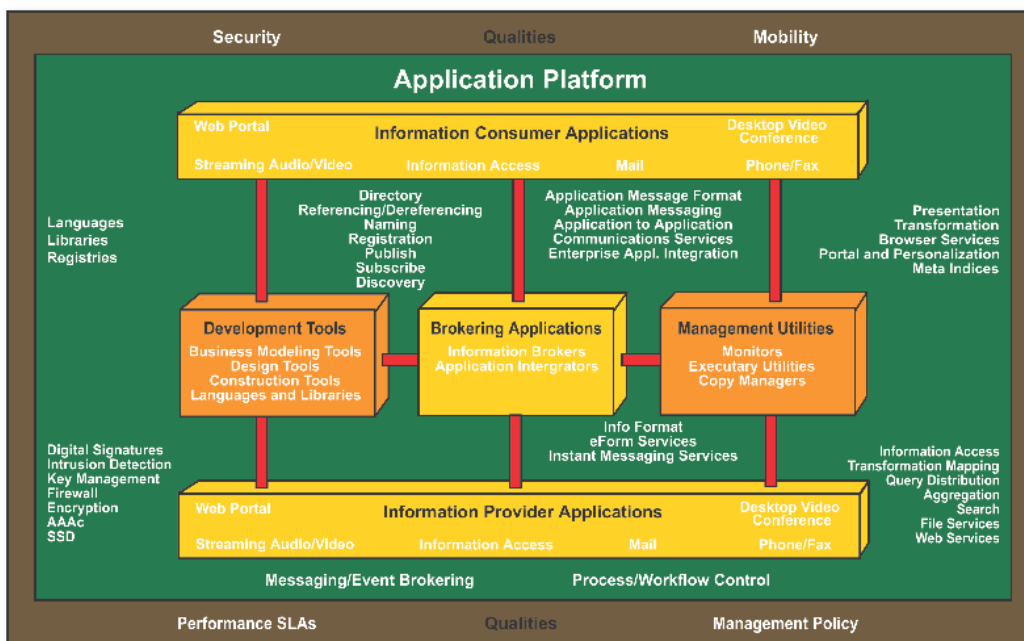 Security Qualities Mobility
Application Platform
Web Portal
Information Consumer Applications
Desktop Video
Conference
Streaming Audio/Video Information Access Mail Phone/Fax
Languages
Libraries
Registries
Directory
Referencing/Dereferencing
Naming
Registration
Publish
Subscribe
Discovery
Application Message Format
Application Messaging
Application to Application
Communications Services
Enterprise Appl. Integration
Presentation
Transformation
Browser Services
Portal and Personalization
Meta Indices
Development Tools
Business Modeling Tools
Design Tools
Construction Tools
Languages and Libraries
Brokering Applications
Information Brokers
Application Intergrators
Management Utilities
Monitors
Executary Utilities
Copy Managers
Info Format
eForm Services
Instant Messaging Services
Digital Signatures
Intrusion Detection
Key Management
Firewall
Encryption
AAAc
SSD
Information Access
Transformation Mapping
Query Distribution
Aggregation
Search
File Services
Web Services
Web Portal
Information Provider Applications
Desktop Video
Conference
Streaming Audio/Video Information Access Mail Phone/Fax
Messaging/Event Brokering Process/Workflow Control
Performance SLAs Qualities Management Policy